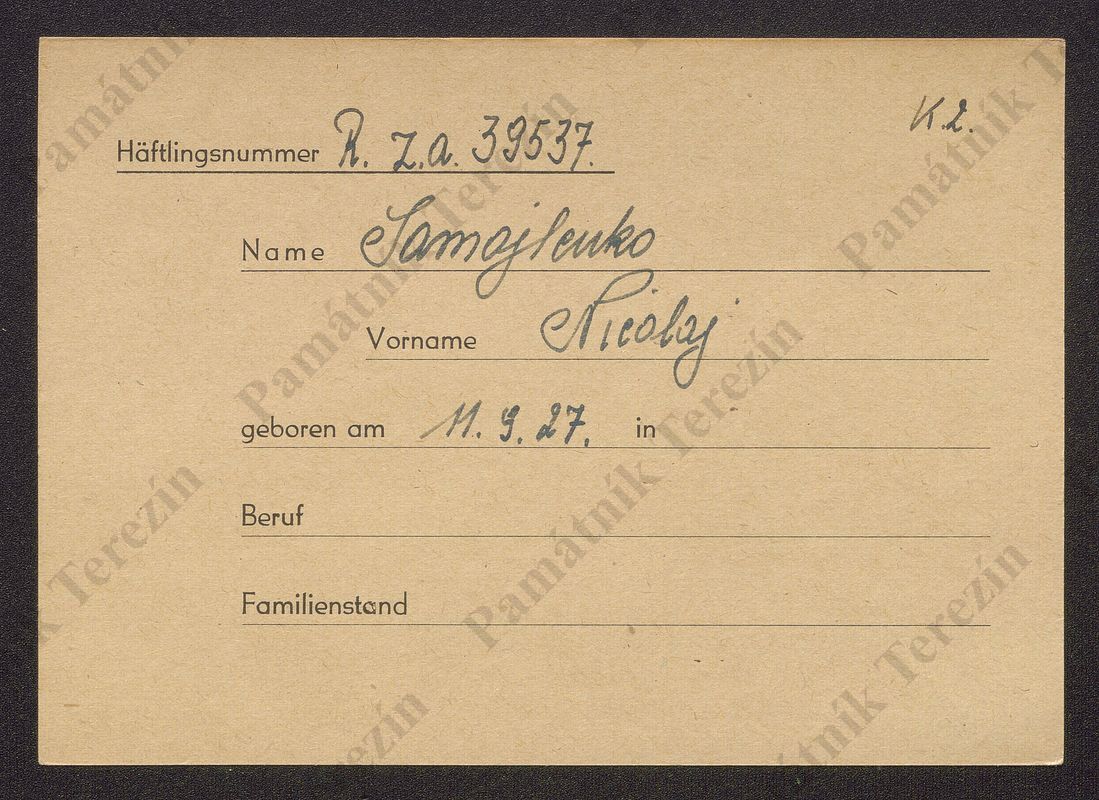 K.2.
Häftlingsnummer R. z.a. 39537.
Name Samojlenko
Vorname Nicolaj
geboren am 11. 9. 27. in
Beruf
Familienstand
Památník Terezín